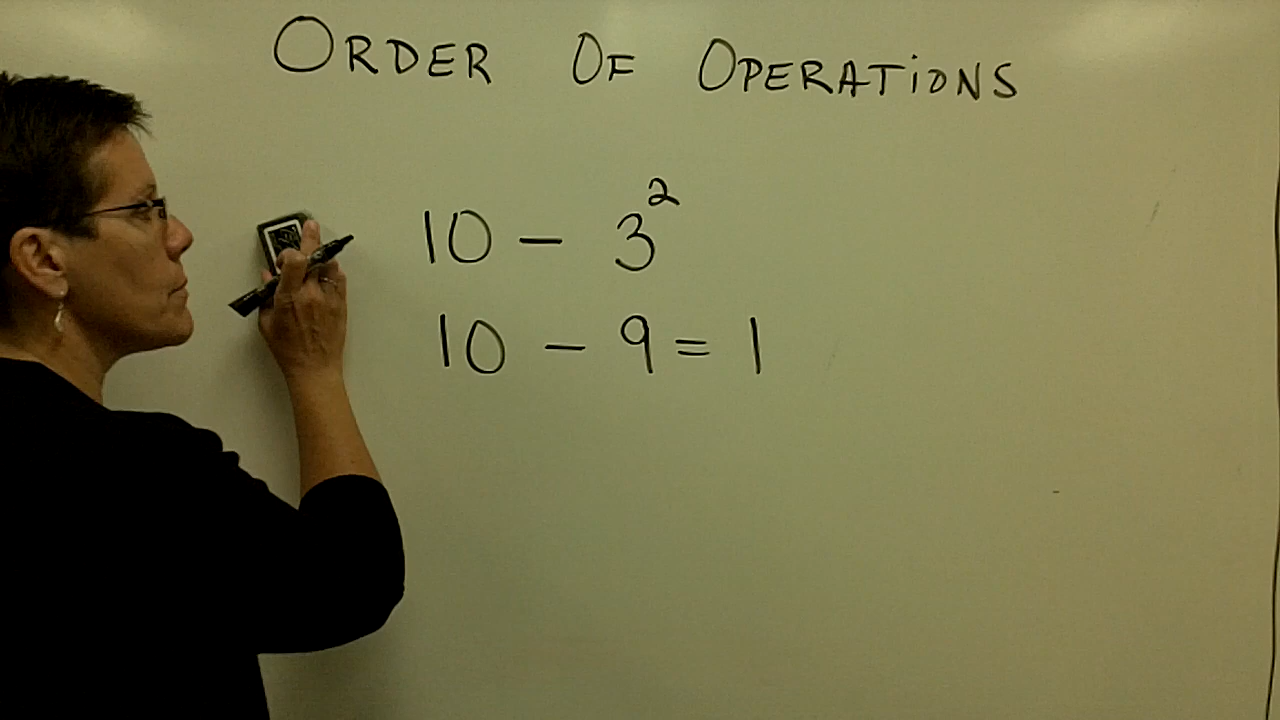 ORDER OF OPERATIONS
10 - 3²
10 - 9 = 1